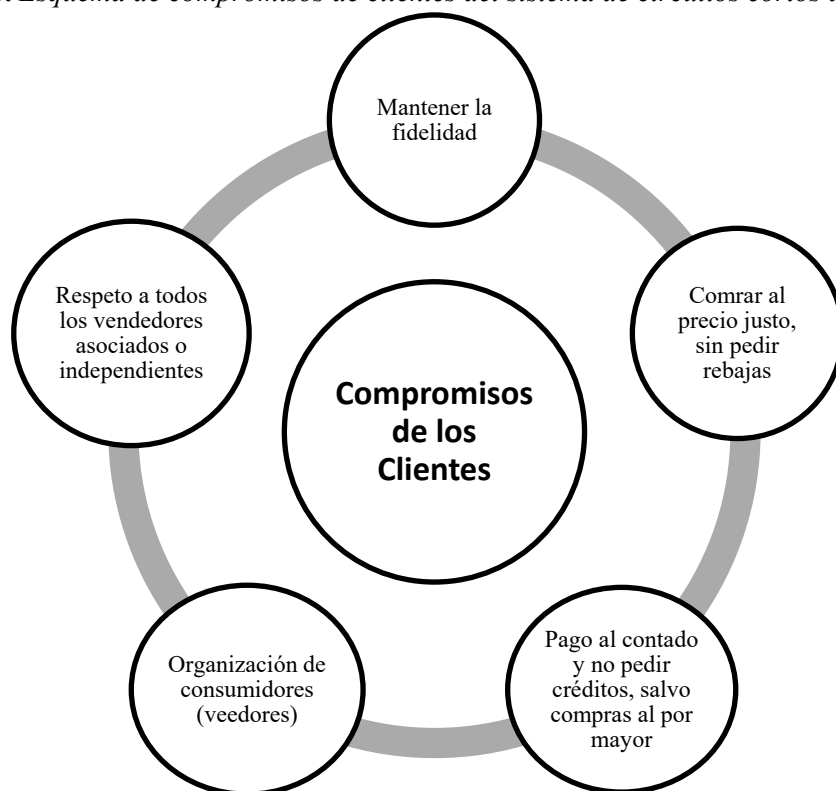 Esquema de compromisos de clientes del sistema de circuitos cortos
Mantener la
fidelidad
Comrar al
precio justo,
sin pedir
rebajas
Pago al contado
y no pedir
créditos, salvo
compras al por
mayor
Organización de
consumidores
(veedores)
Respeto a todos
los vendedores
asociados o
independientes
Compromisos
de los
Clientes